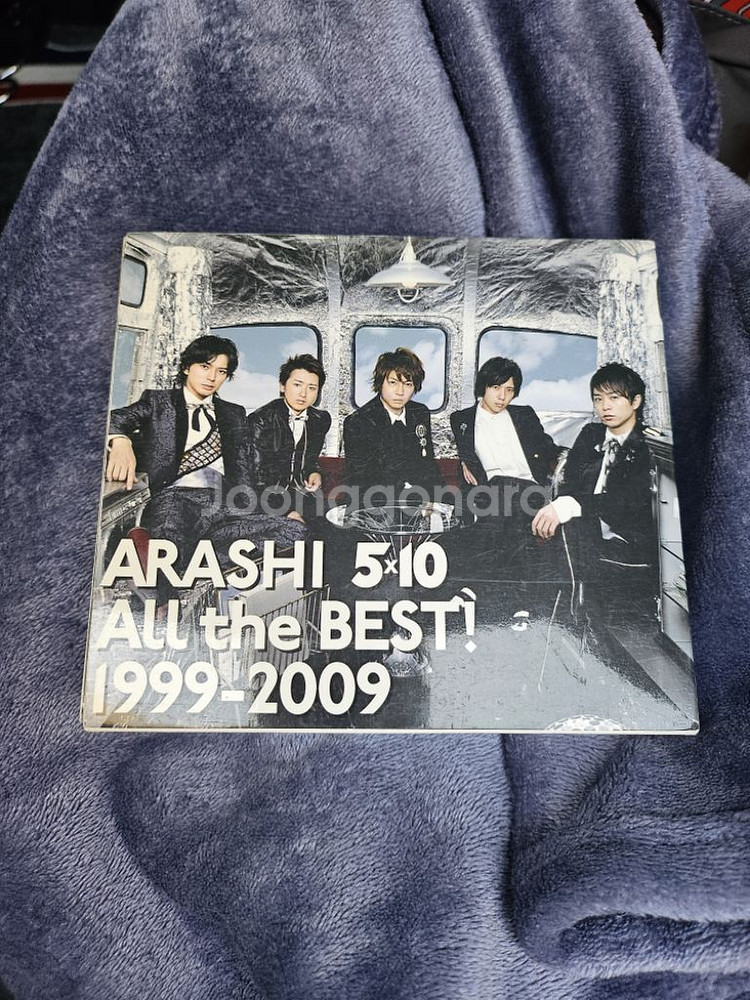 Joonggonara
ARASHI 5×10
All the BEST!
1999-2009